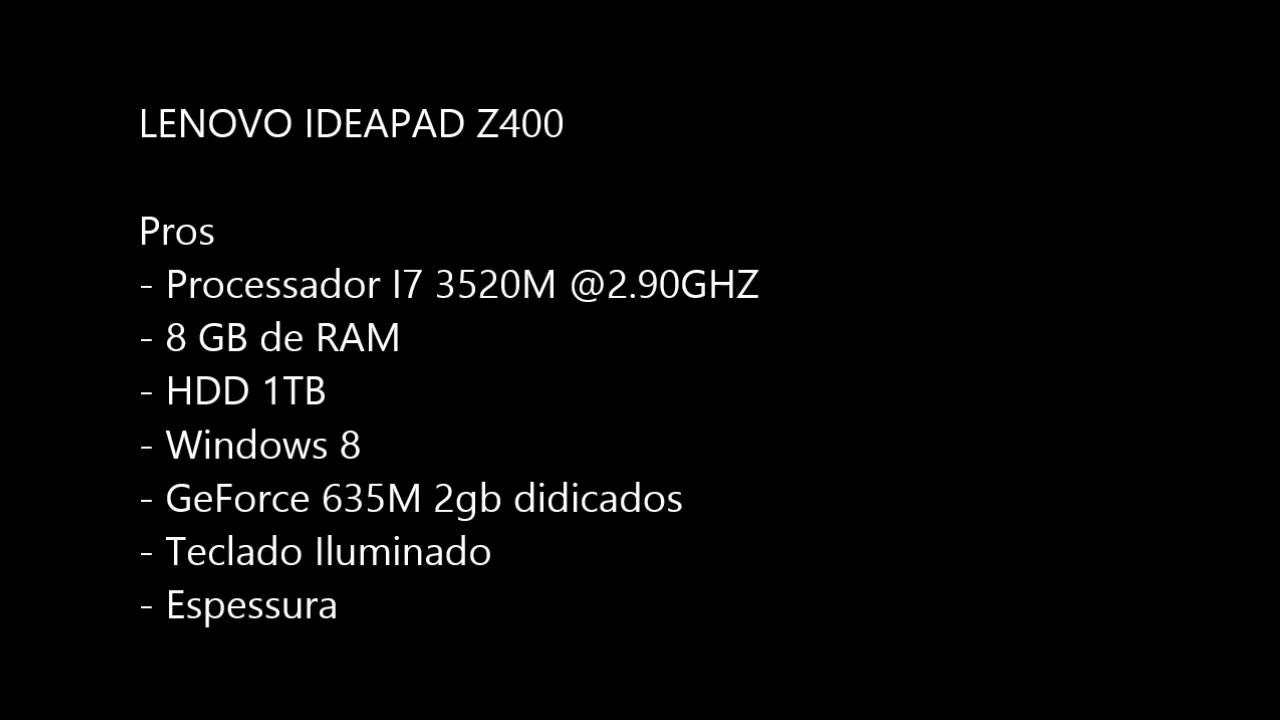 LENOVO IDEAPAD Z400
Pros
- Processador I7 3520M @2.90GHZ
- 8 GB de RAM
- HDD 1TB
- Windows 8
- GeForce 635M 2gb didicados
- Teclado Iluminado
- Espessura